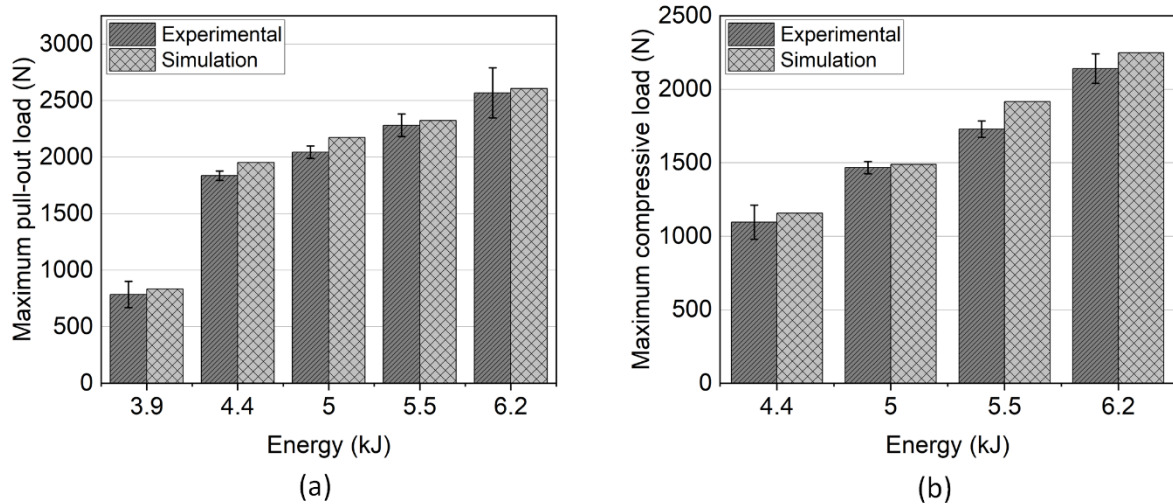 Maximum pull-out load (N)
3000
2500
2000
1500
1000
500
0
Experimental
Simulation
3.9 4.4 5 5.5 6.2
Energy (kJ)
(a)
Maximum compressive load (N)
2500
2000
1500
1000
500
0
Experimental
Simulation
4.4 5 5.5 6.2
Energy (kJ)
(b)